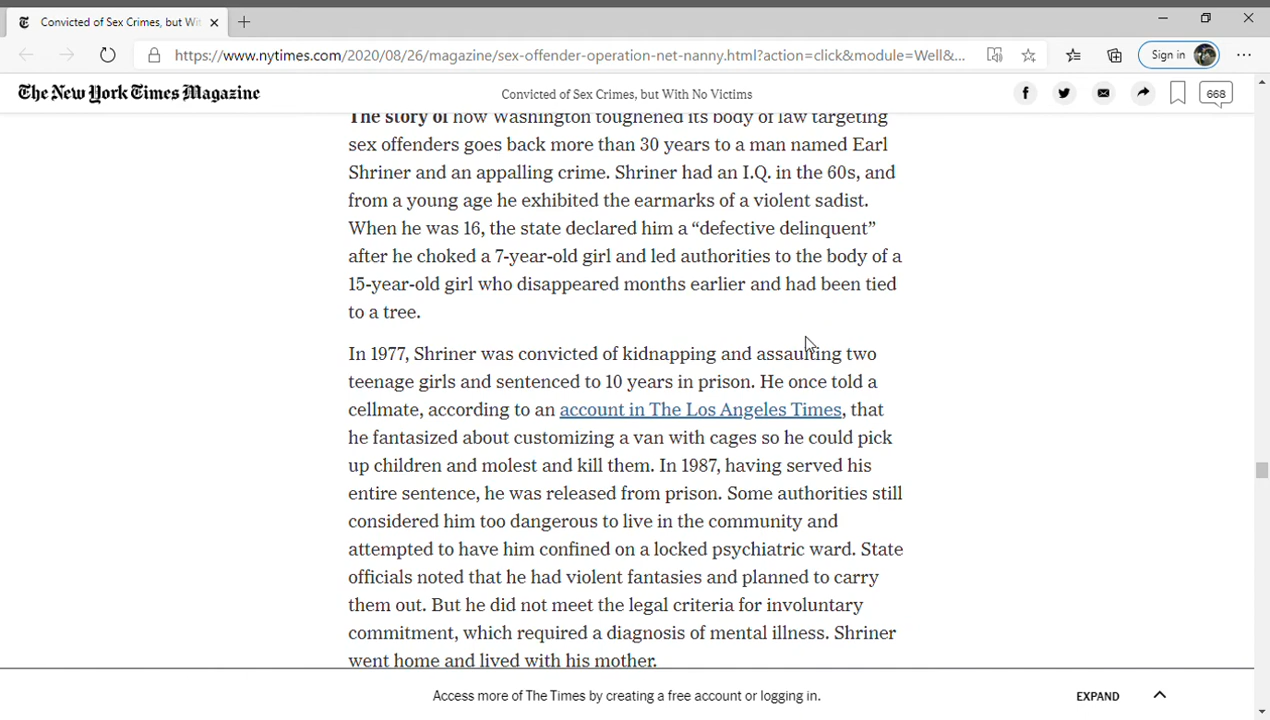 Convicted of Sex Crimes, but Wit
https://www.nytimes.com/2020/08/26/magazine/sex-offender-operation-net-nanny.html?action=click&module=Well&...
Sign in
The New York Times Magazine
Convicted of Sex Crimes, but With No Victims
668
The story of how Washington toughened its body of law targeting
sex offenders goes back more than 30 years to a man named Earl
Shriner and an appalling crime. Shriner had an I.Q. in the 60s, and
from a young age he exhibited the earmarks of a violent sadist.
When he was 16, the state declared him a “defective delinquent”
after he choked a 7-year-old girl and led authorities to the body of a
15-year-old girl who disappeared months earlier and had been tied
to a tree.
In 1977, Shriner was convicted of kidnapping and assaulting two
teenage girls and sentenced to 10 years in prison. He once told a
cellmate, according to an account in The Los Angeles Times, that
he fantasized about customizing a van with cages so he could pick
up children and molest and kill them. In 1987, having served his
entire sentence, he was released from prison. Some authorities still
considered him too dangerous to live in the community and
attempted to have him confined on a locked psychiatric ward. State
officials noted that he had violent fantasies and planned to carry
them out. But he did not meet the legal criteria for involuntary
commitment, which required a diagnosis of mental illness. Shriner
went home and lived with his mother.
Access more of The Times by creating a free account or logging in.
EXPAND